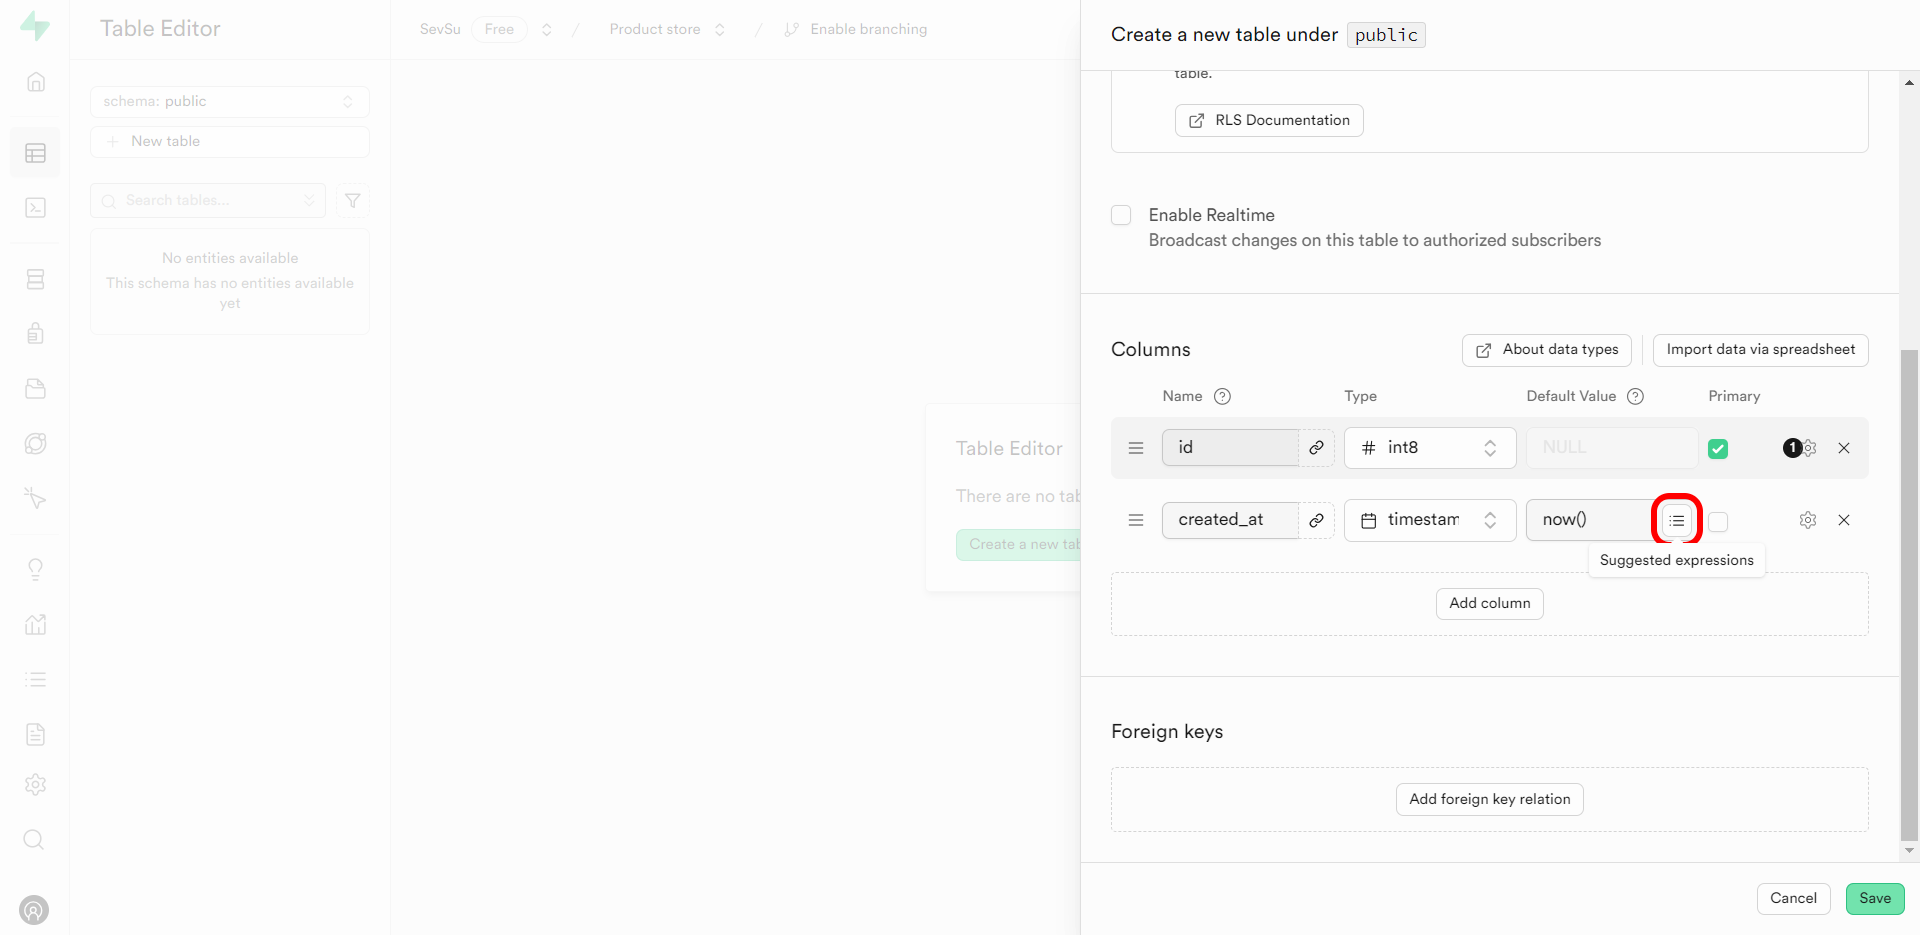 Table Editor
SevSu Free / Product store / Enable branching
schema: public
New table
Search tables...
No entities available
This schema has no entities available
yet
Table Editor
There are no tab
Create a new tab
Create a new table under public
table.
RLS Documentation
Enable Realtime
Broadcast changes on this table to authorized subscribers
Columns
About data types
Import data via spreadsheet
Name Type Default Value Primary
id int8 NULL 1
created_at timestam now()
Suggested expressions
Add column
Foreign keys
Add foreign key relation
Cancel Save